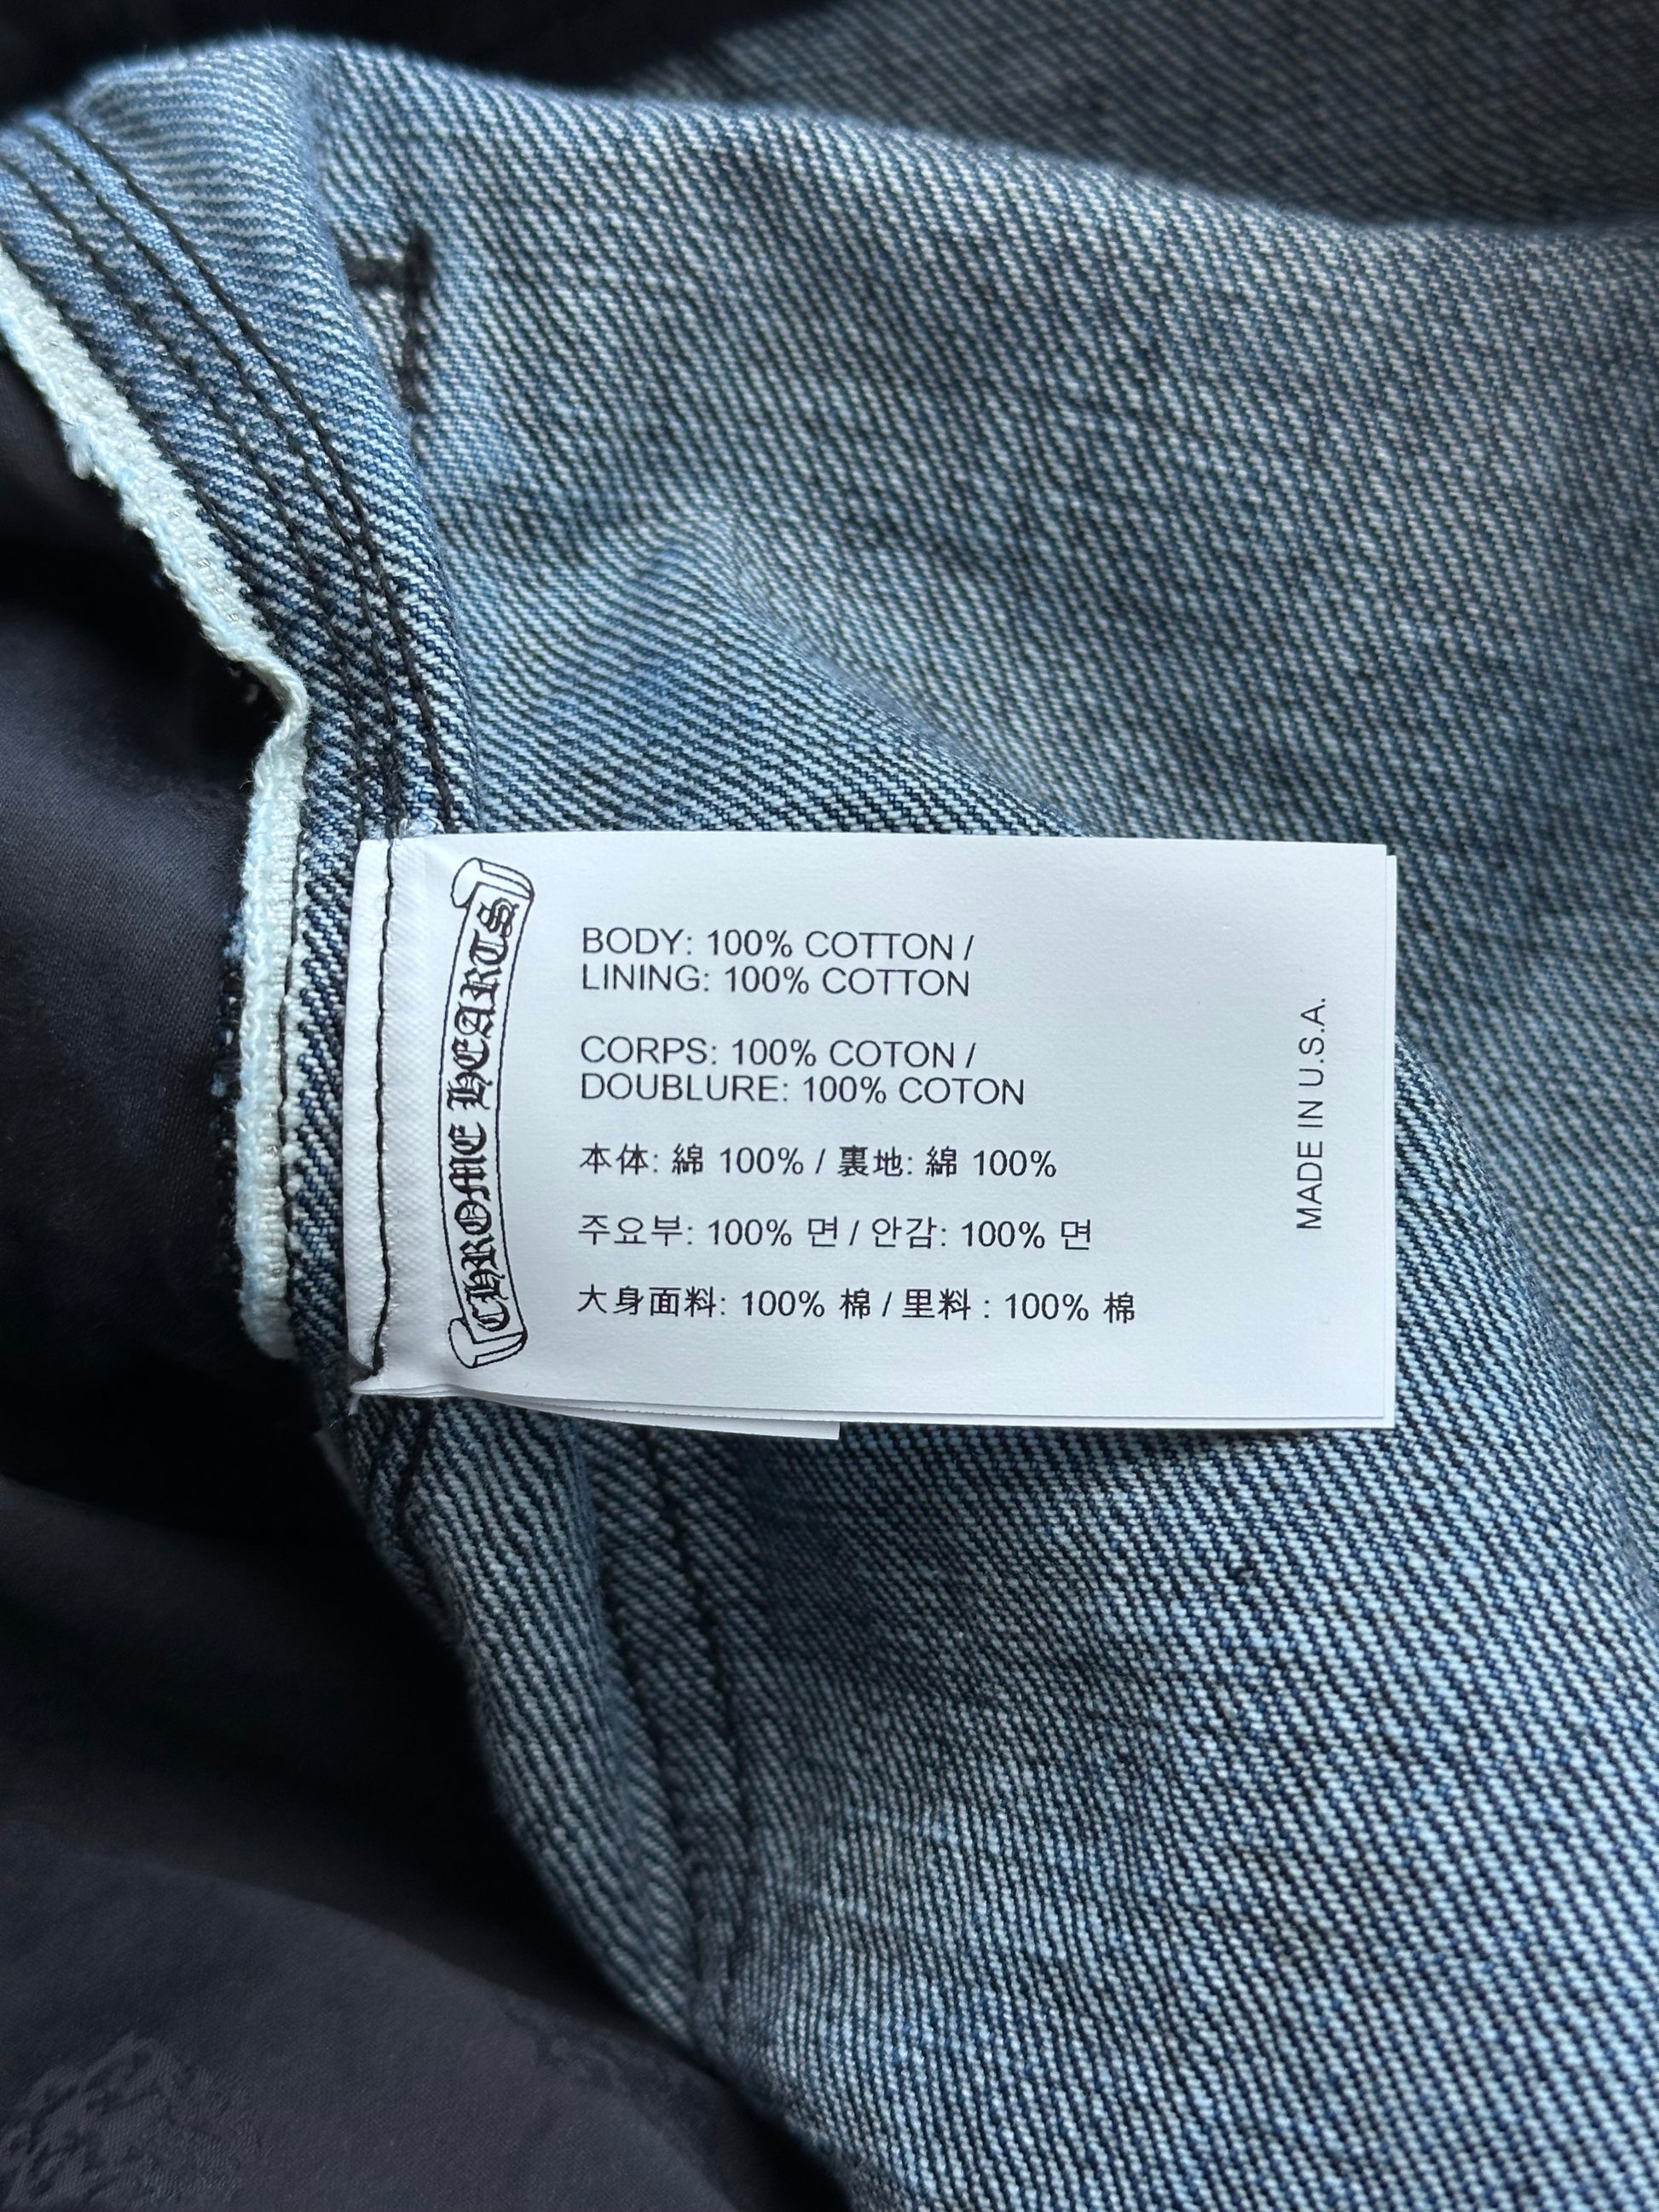 CHROME HEARTS
BODY: 100% COTTON /
LINING: 100% COTTON
CORPS: 100% COTON /
DOUBLURE: 100% COTON
本体: 綿 100% / 裏地: 綿 100%
주요부: 100% 면 / 안감: 100% 면
大身面料: 100% 棉 / 里料 : 100% 棉
MADE IN U.S.A.